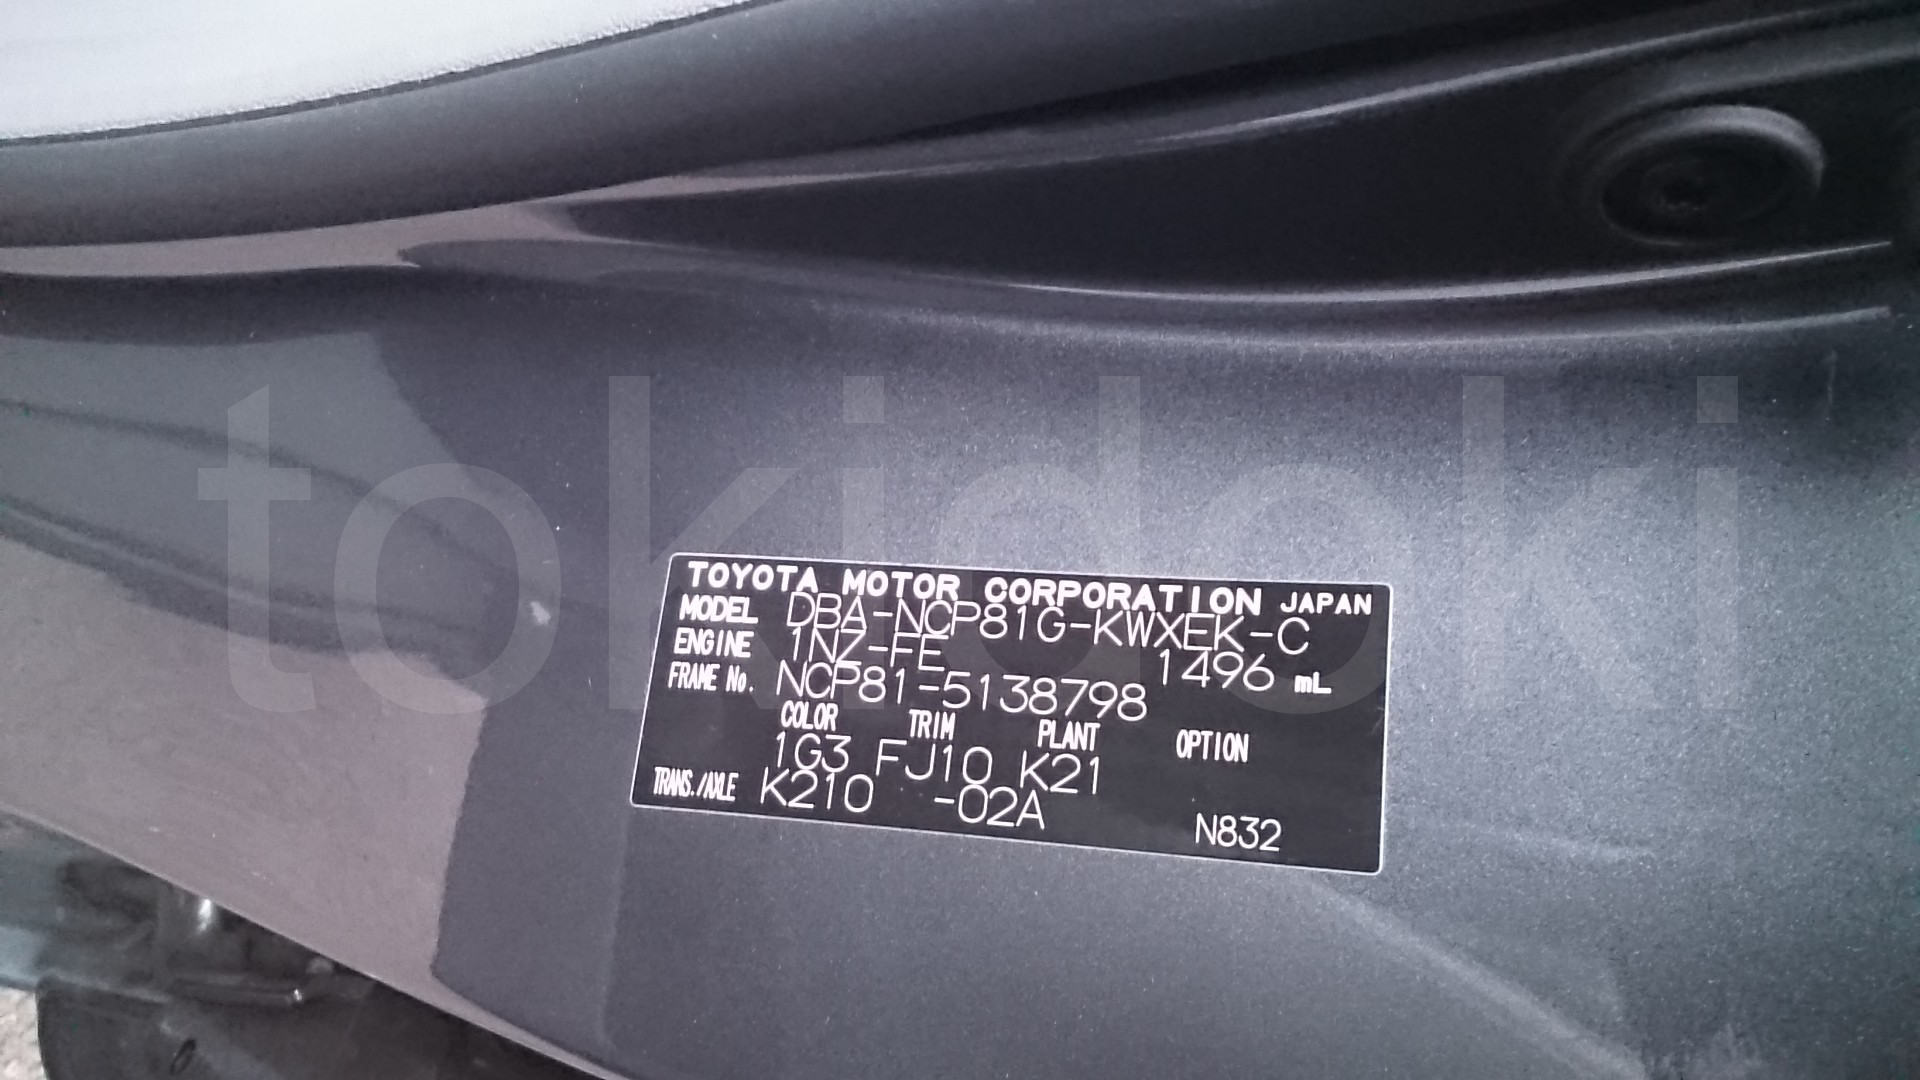 tokidoki
TOYOTA MOTOR CORPORATION JAPAN
MODEL DBA-NCP81G-KWXEK-C
ENGINE 1NZ-FE 1496 mL
FRAME No. NCP81-5138798
COLOR TRIM PLANT OPTION
1G3 FJ10 K21
TRANS./AXLE K210 -02A N832